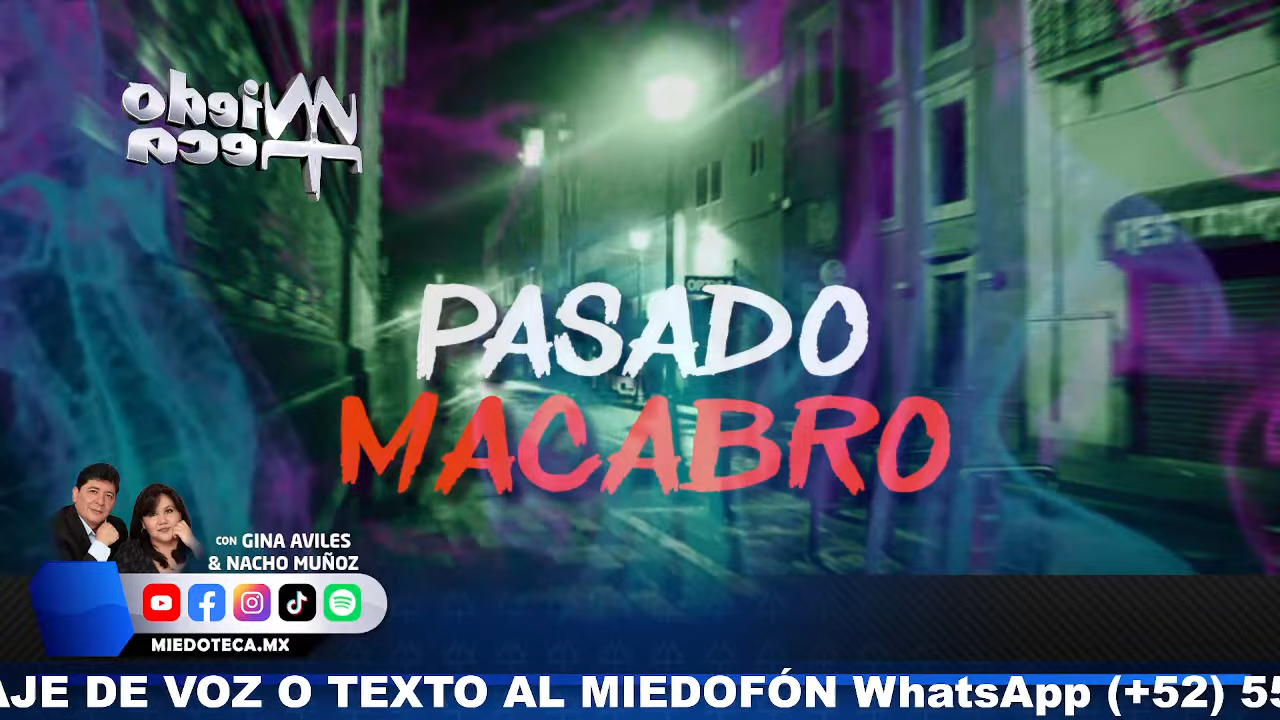 Miedo
Teca
PASADO
MACABRO
CON GINA AVILES
& NACHO MUÑOZ
MIEDOTECA.MX
AJE DE VOZ O TEXTO AL MIEDOFÓN WhatsApp (+52) 55